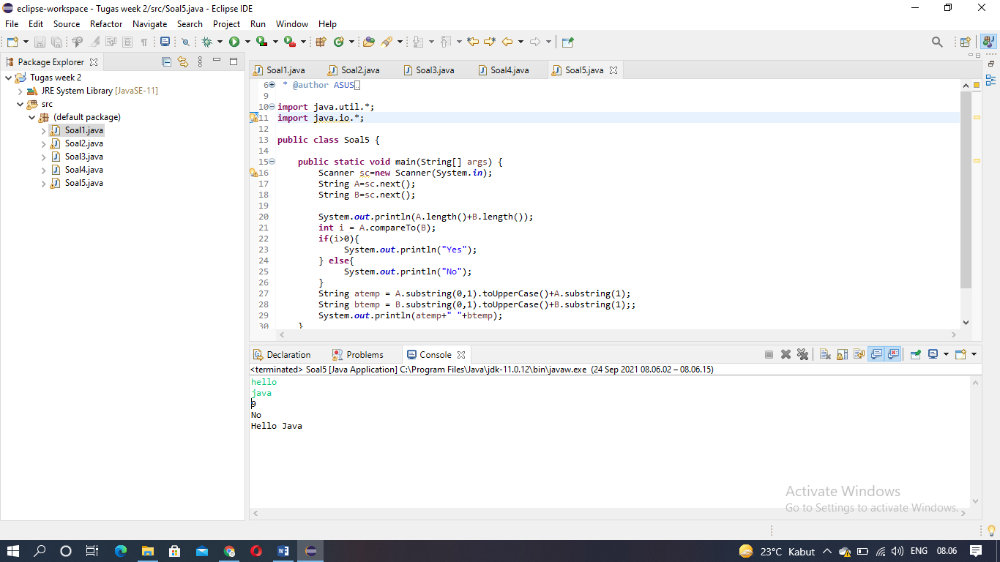 eclipse-workspace - Tugas week 2/src/Soal5.java - Eclipse IDE
File Edit Source Refactor Navigate Search Project Run Window Help
Package Explorer
Tugas week 2
JRE System Library [JavaSE-11]
src
(default package)
Soal1.java
Soal2.java
Soal3.java
Soal4.java
Soal5.java
Soal1.java Soal2.java Soal3.java Soal4.java Soal5.java
6 * @author ASUS
9
10 import java.util.*;
11 import java.io.*;
12
13 public class Soal5 {
14
15 public static void main(String[] args) {
16 Scanner sc=new Scanner(System.in);
17 String A=sc.next();
18 String B=sc.next();
19
20 System.out.println(A.length()+B.length());
21 int i = A.compareTo(B);
22 if(i>0){
23 System.out.println("Yes");
24 } else{
25 System.out.println("No");
26 }
27 String atemp = A.substring(0,1).toUpperCase()+A.substring(1);
28 String btemp = B.substring(0,1).toUpperCase()+B.substring(1);;
29 System.out.println(atemp+" "+btemp);
30 }
Declaration Problems Console
<terminated> Soal5 [Java Application] C:\Program Files\Java\jdk-11.0.12\bin\javaw.exe (24 Sep 2021 08.06.02 – 08.06.15)
hello
java
9
No
Hello Java
Activate Windows
Go to Settings to activate Windows.
23°C Kabut ENG 08.06